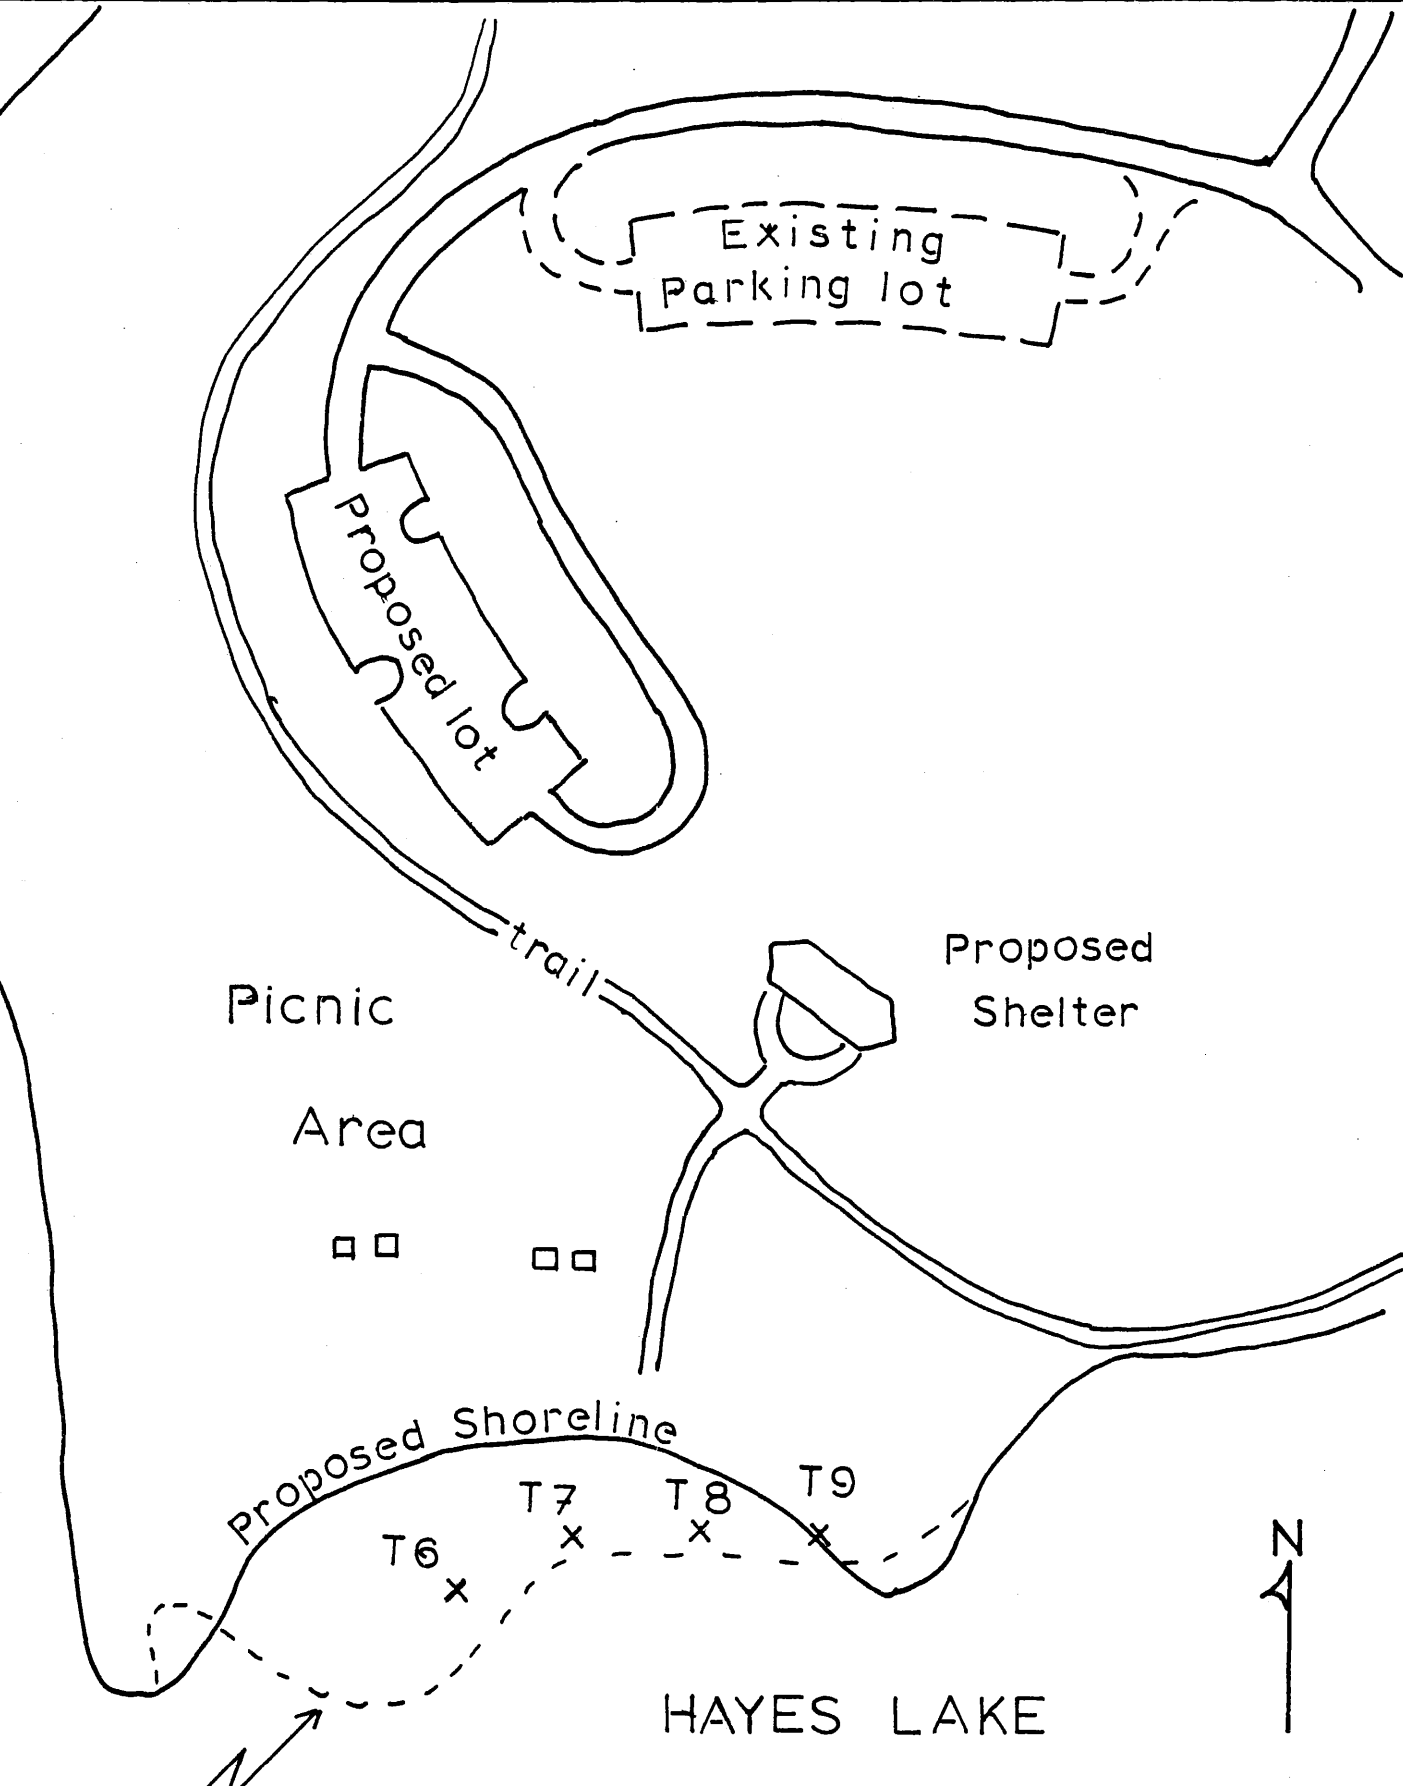 Existing
Parking lot
Proposed lot
trail
Proposed
Shelter
Picnic
Area
Proposed Shoreline
T9
T8
T7
T6
N
HAYES LAKE